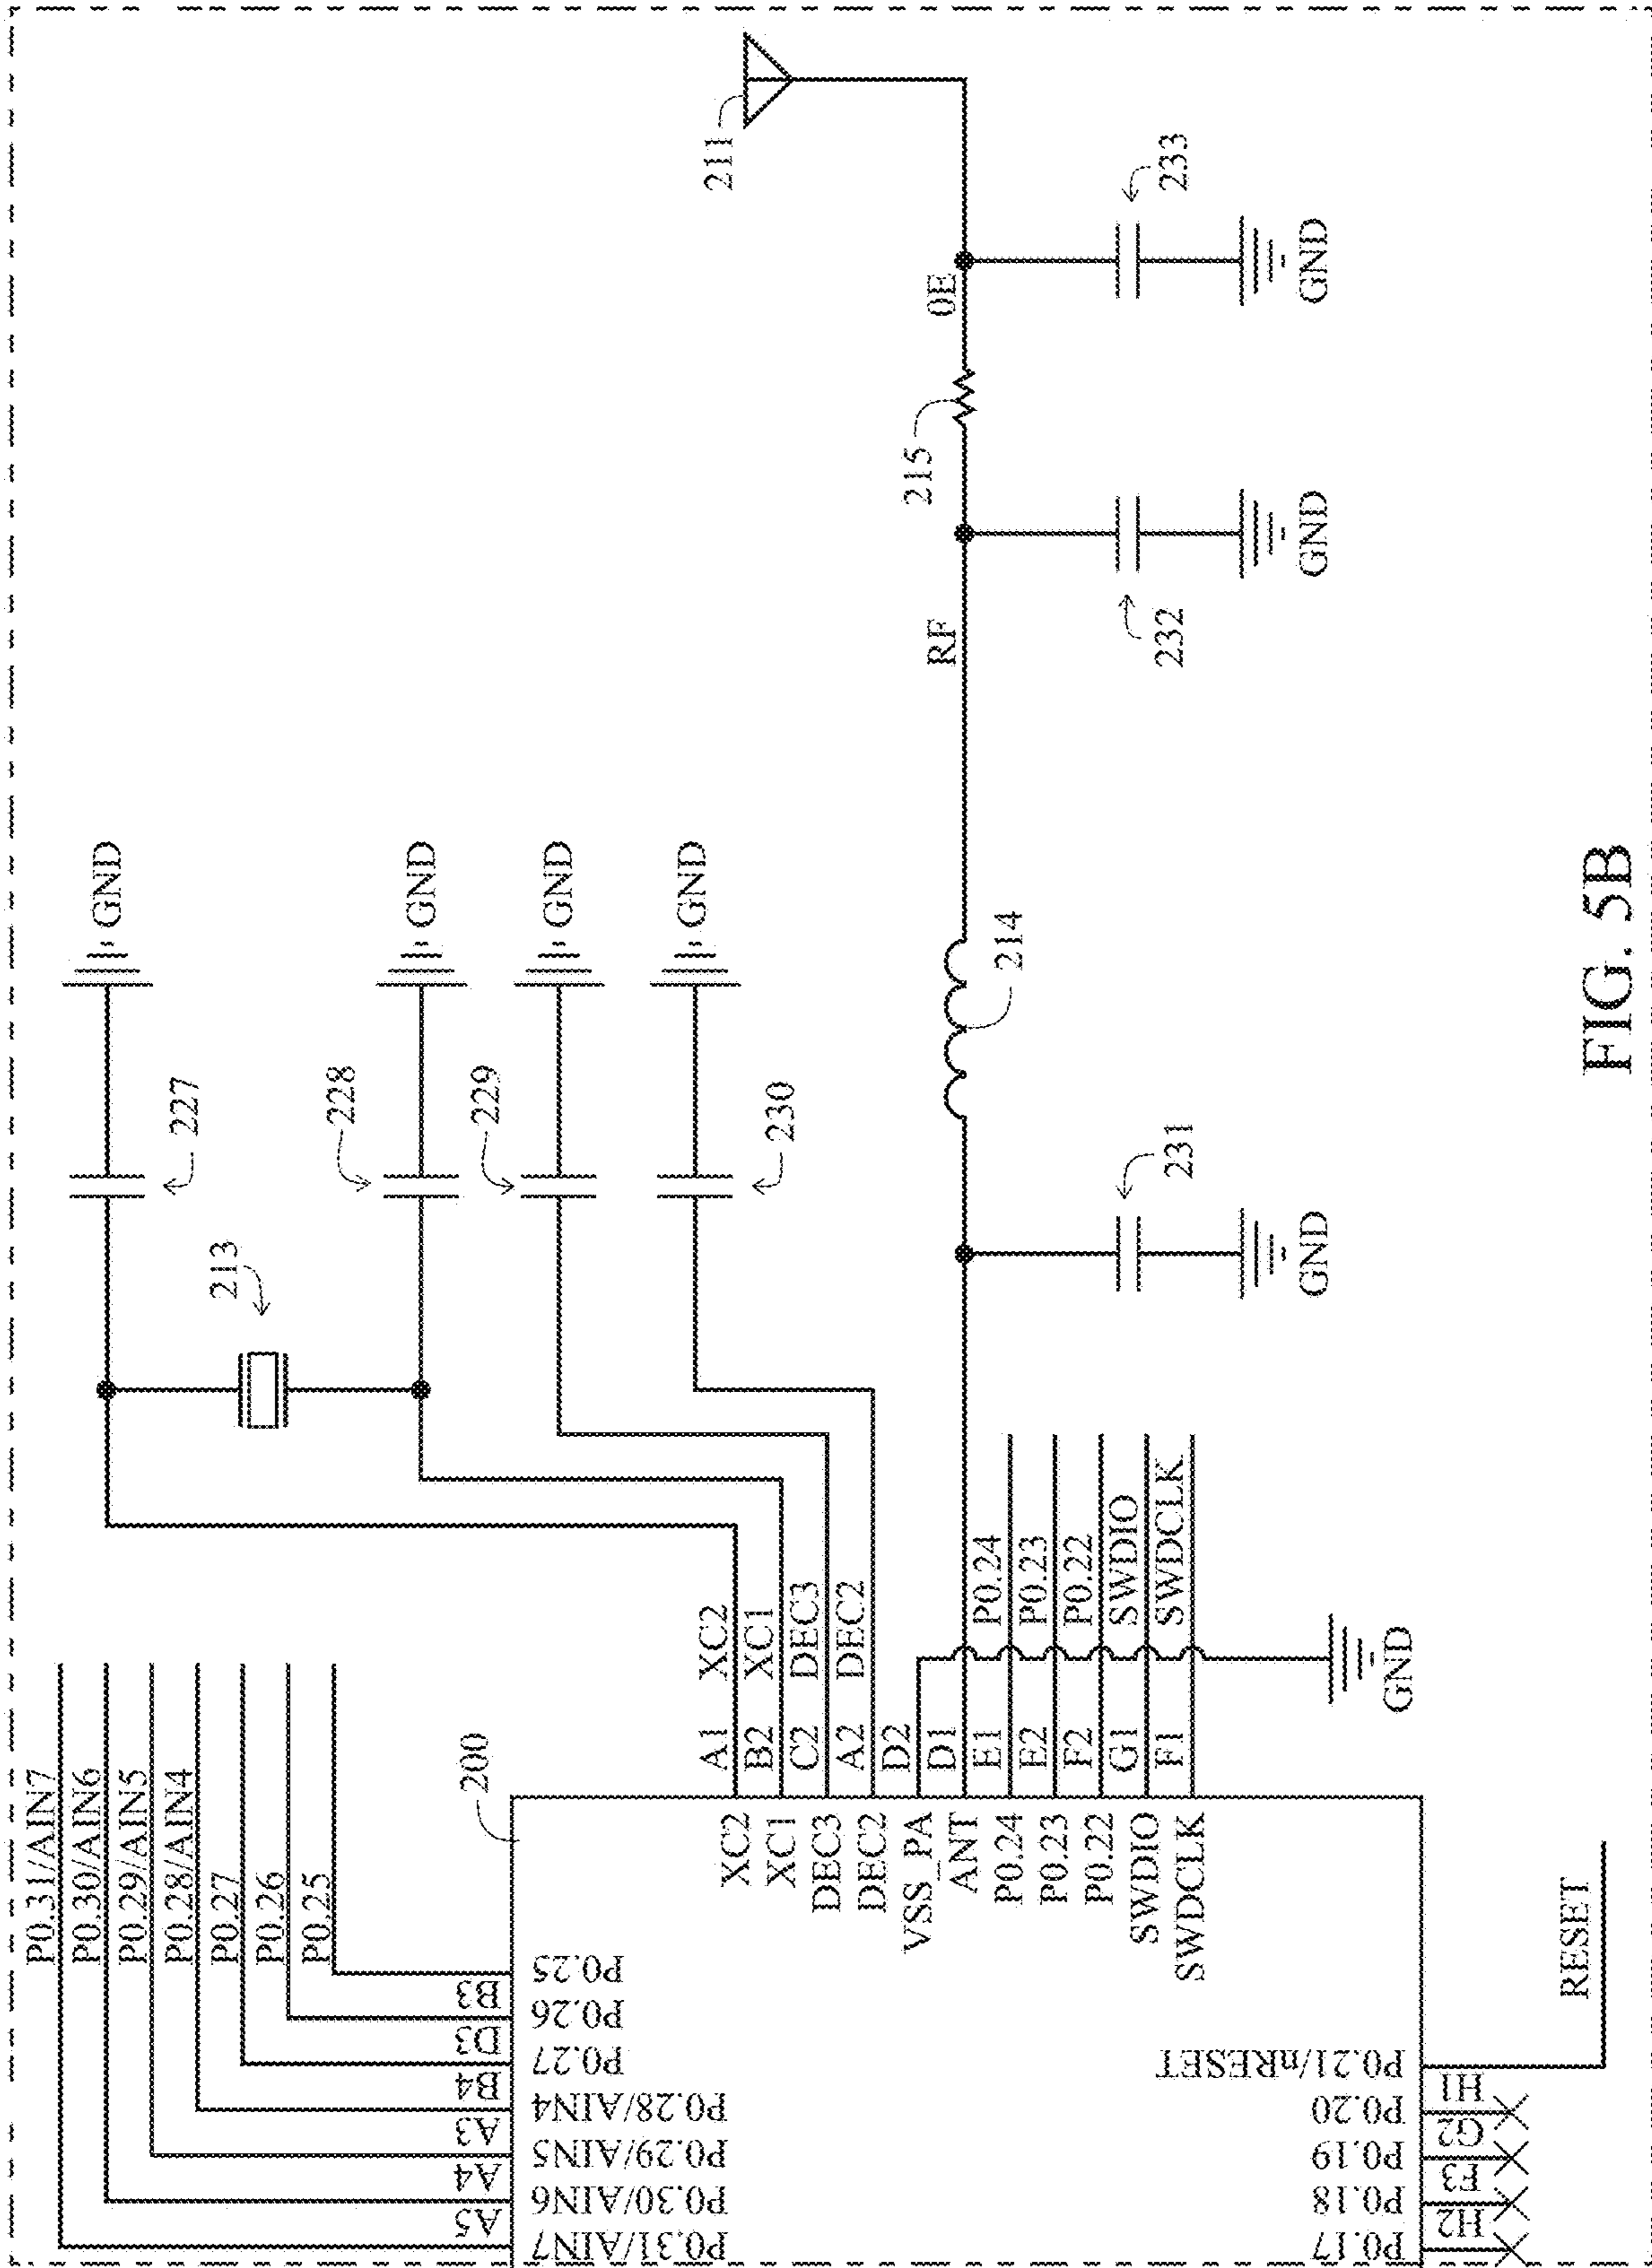 P0.31/AIN7
P0.30/AIN6
P0.29/AIN5
P0.28/AIN4
P0.27
P0.26
P0.25
200
A5
A4
A3
B4
D3
B3
P0.31/AIN7
P0.30/AIN6
P0.29/AIN5
P0.28/AIN4
P0.27
P0.26
P0.25
XC2 A1 XC2
XC1 B2 XC1
DEC3 C2 DEC3
DEC2 A2 DEC2
VSS_PA D2
ANT D1
P0.24 E1 P0.24
P0.23 E2 P0.23
P0.22 F2 P0.22
SWDIO G1 SWDIO
SWDCLK F1 SWDCLK
GND
P0.17
P0.18
P0.19
P0.20
P0.21/nRESET
H2
F3
G2
H1
RESET
213
227
GND
228
GND
229
GND
230
GND
231
GND
214
RF
232
GND
215
0E
233
GND
211
FIG. 5B